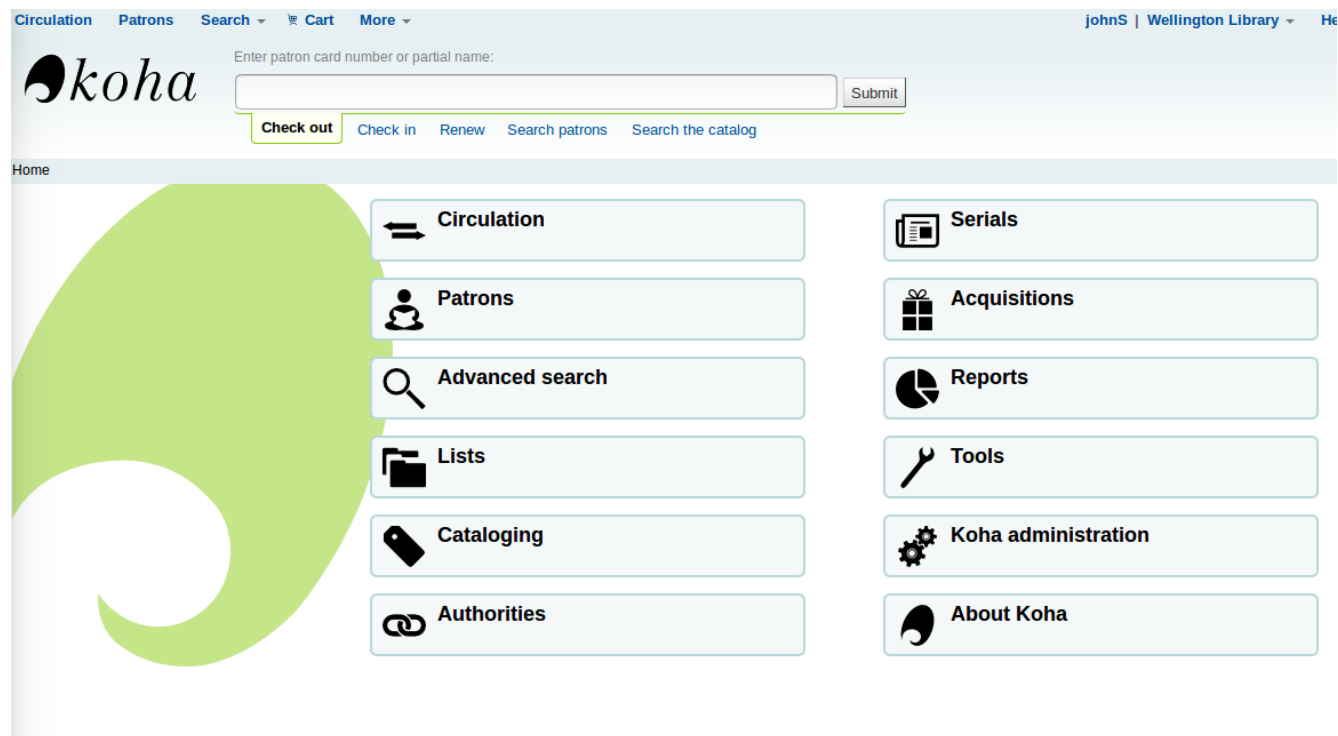 Circulation Patrons Search Cart More johnS | Wellington Library
koha
Enter patron card number or partial name:
Submit
Check out Check in Renew Search patrons Search the catalog
Home
Circulation
Serials
Patrons
Acquisitions
Advanced search
Reports
Lists
Tools
Cataloging
Koha administration
Authorities
About Koha